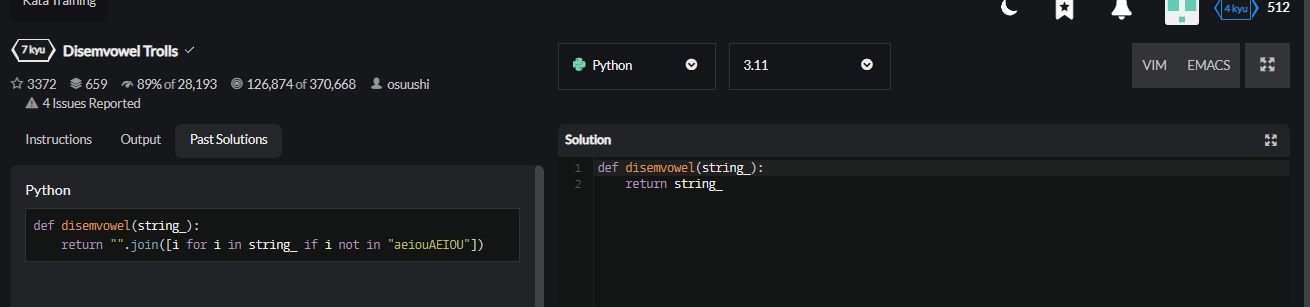 Kata Training
4 kyu 512
7 kyu Disemvowel Trolls
3372 659 89% of 28,193 126,874 of 370,668 osuushi
4 Issues Reported
Python 3.11 VIM EMACS
Instructions Output Past Solutions
Python
def disemvowel(string_):
    return "".join([i for i in string_ if i not in "aeiouAEIOU"])
Solution
1 def disemvowel(string_):
2     return string_